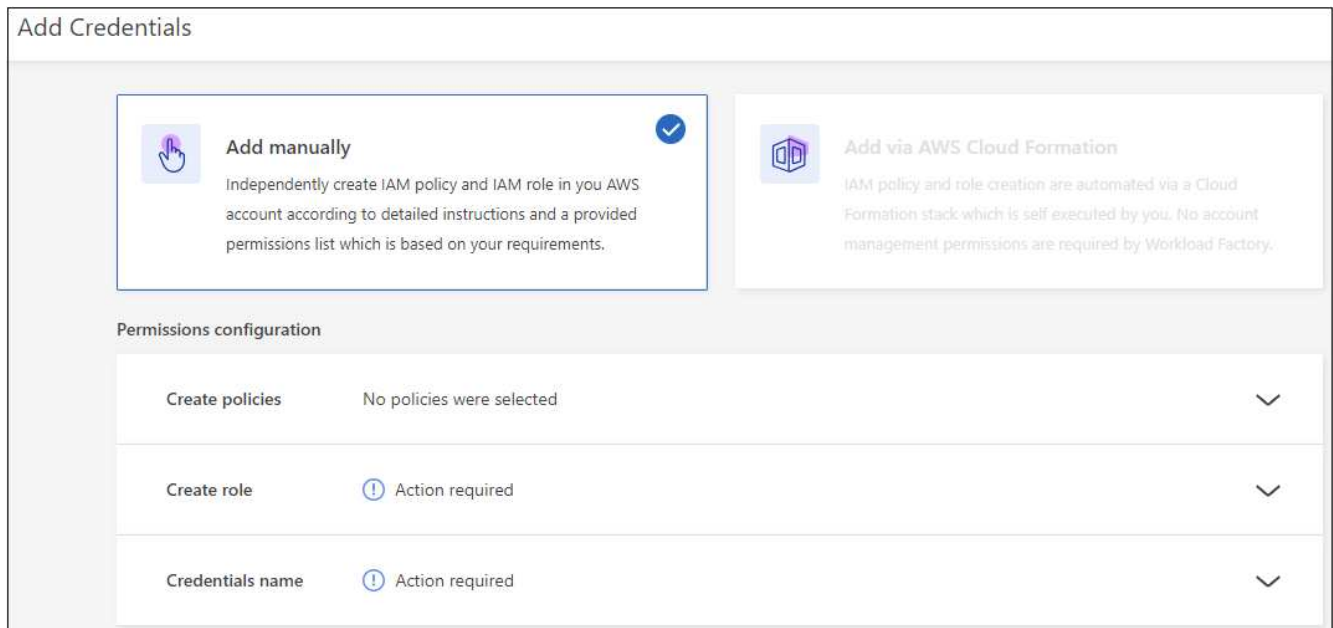 Add Credentials
Add manually
Independently create IAM policy and IAM role in you AWS
account according to detailed instructions and a provided
permissions list which is based on your requirements.
Add via AWS Cloud Formation
IAM policy and role creation are automated via a Cloud
Formation stack which is self executed by you. No account
management permissions are required by Workload Factory.
Permissions configuration
Create policies No policies were selected
Create role Action required
Credentials name Action required